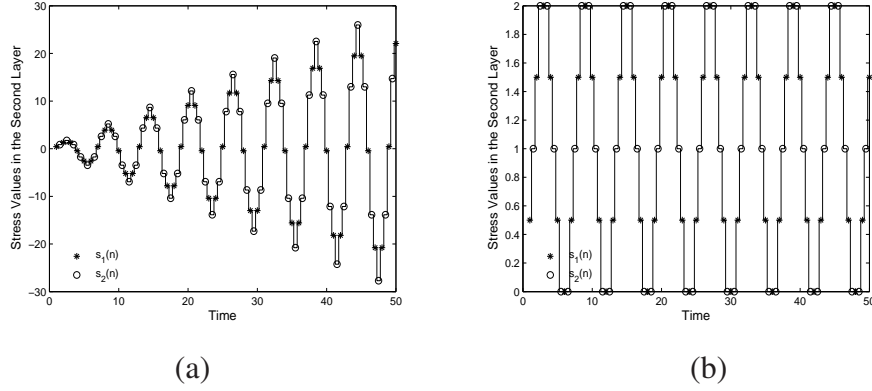 30
20
10
0
−10
−20
−30
0 10 20 30 40 50
Stress Values in the Second Layer
Time
s1(n)
s2(n)
(a)
2
1.8
1.6
1.4
1.2
1
0.8
0.6
0.4
0.2
0
0 10 20 30 40 50
Stress Values in the Second Layer
Time
s1(n)
s2(n)
(b)